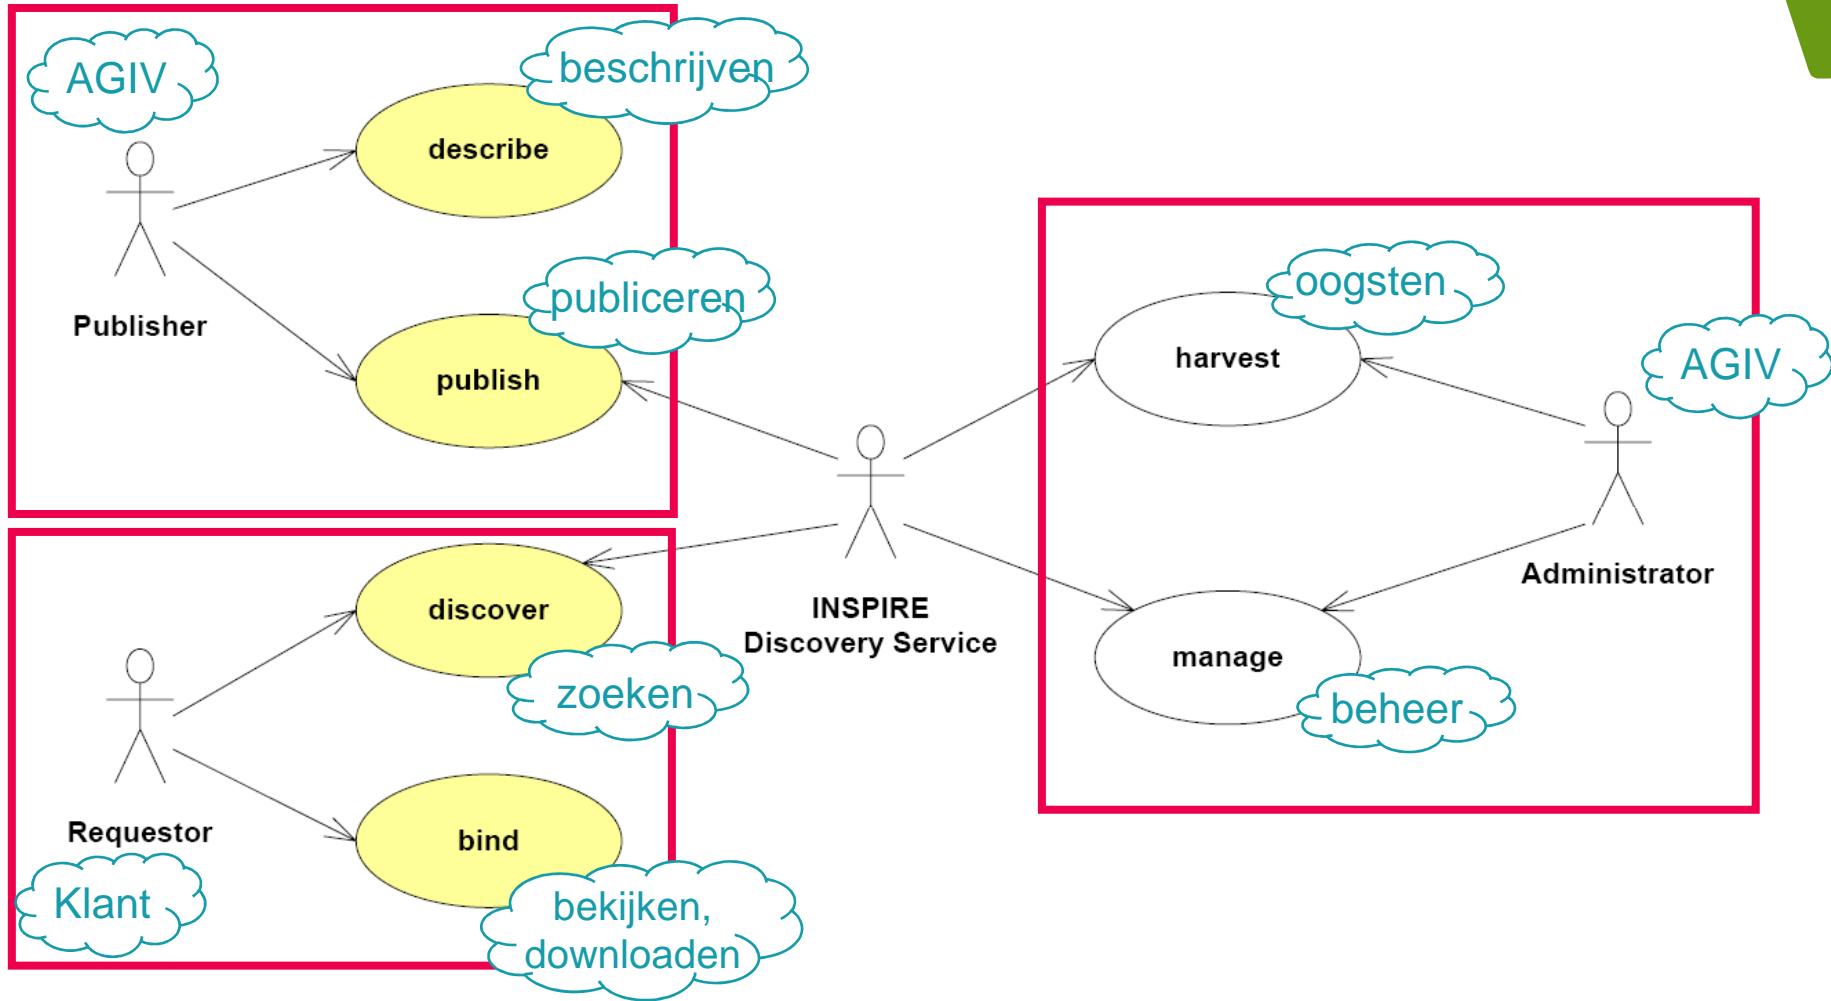 AGIV
beschrijven
describe
Publisher
publiceren
publish
oogsten
harvest
AGIV
Administrator
INSPIRE
Discovery Service
discover
zoeken
manage
beheer
Requestor
Klant
bind
bekijken,
downloaden